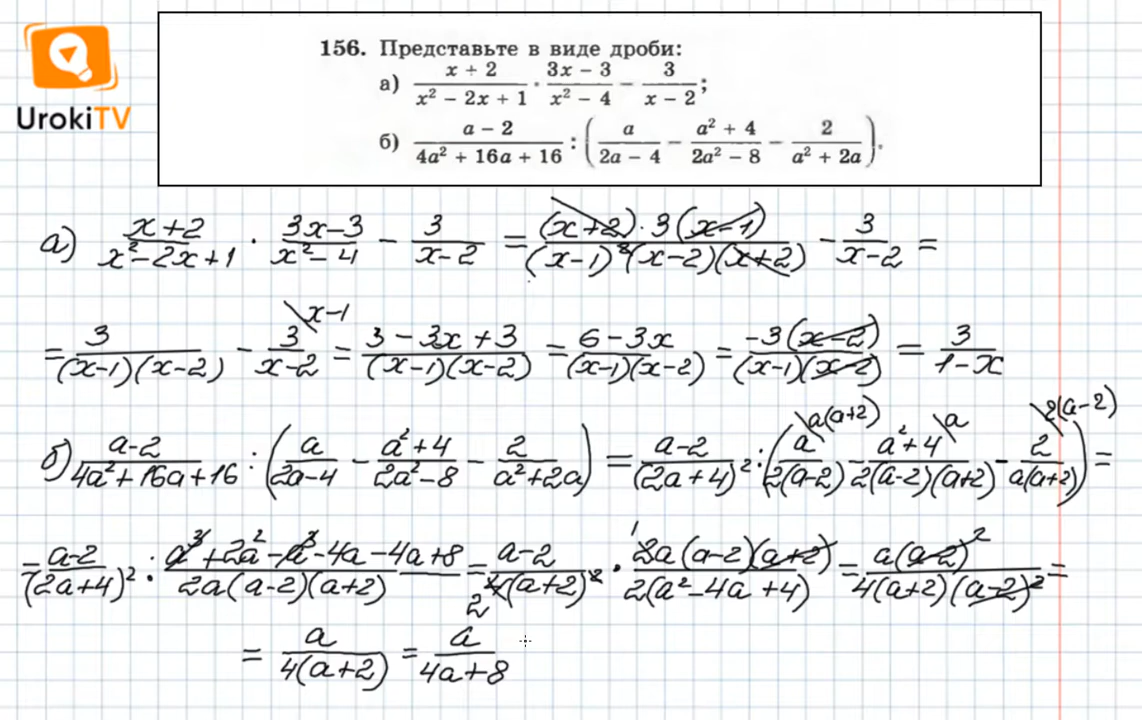 UrokiTV
156. Представьте в виде дроби:
а) (x + 2)/(x² − 2x + 1) · (3x − 3)/(x² − 4) − 3/(x − 2);
б) (a − 2)/(4a² + 16a + 16) : (a/(2a − 4) − (a² + 4)/(2a² − 8) − 2/(a² + 2a)).
а) (x+2)/(x²−2x+1) · (3x−3)/(x²−4) − 3/(x−2) = ((x+2)·3(x−1))/((x−1)²(x−2)(x+2)) − 3/(x−2) =
= 3/((x−1)(x−2)) − 3/(x−2) \x−1 = (3−3x+3)/((x−1)(x−2)) = (6−3x)/((x−1)(x−2)) = (−3(x−2))/((x−1)(x−2)) = 3/(1−x)
б) (a−2)/(4a²+16a+16) : (a/(2a−4) − (a²+4)/(2a²−8) − 2/(a²+2a)) = (a−2)/(2a+4)² : (a/(2(a−2)) \a(a+2) − (a²+4)/(2(a−2)(a+2)) \a − 2/(a(a+2)) \2(a−2)) =
= (a−2)/(2a+4)² : (a³+2a²−a³−4a−4a+8)/(2a(a−2)(a+2)) = (a−2)/(4(a+2)²) 2 · 1 (2a(a−2)(a+2))/(2(a²−4a+4)) = (a(a−2)²)/(4(a+2)(a−2)²) =
= a/(4(a+2)) = a/(4a+8)